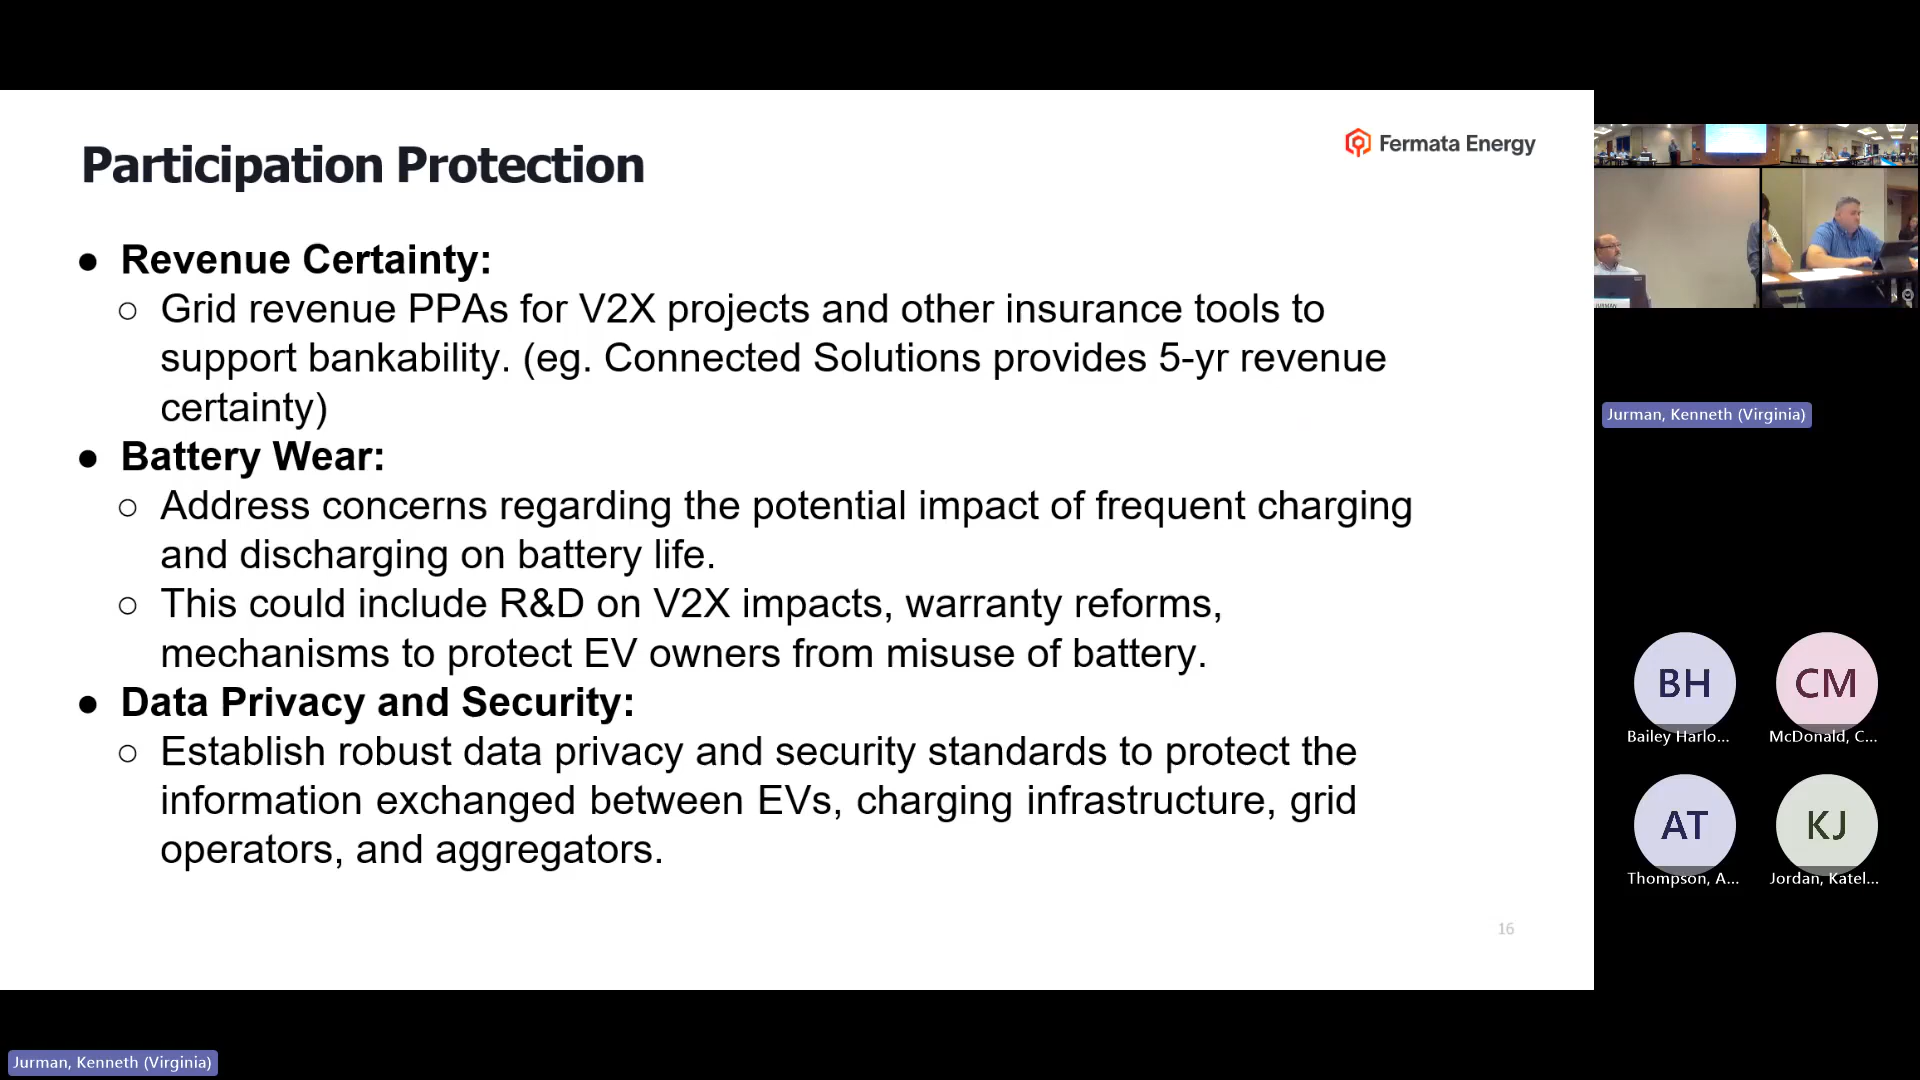 Participation Protection
Fermata Energy
● Revenue Certainty:
○ Grid revenue PPAs for V2X projects and other insurance tools to
support bankability. (eg. Connected Solutions provides 5-yr revenue
certainty)
● Battery Wear:
○ Address concerns regarding the potential impact of frequent charging
and discharging on battery life.
○ This could include R&D on V2X impacts, warranty reforms,
mechanisms to protect EV owners from misuse of battery.
● Data Privacy and Security:
○ Establish robust data privacy and security standards to protect the
information exchanged between EVs, charging infrastructure, grid
operators, and aggregators.
16
Jurman, Kenneth (Virginia)
BH
CM
Bailey Harlo...
McDonald, C...
AT
KJ
Thompson, A...
Jordan, Katel...
Jurman, Kenneth (Virginia)